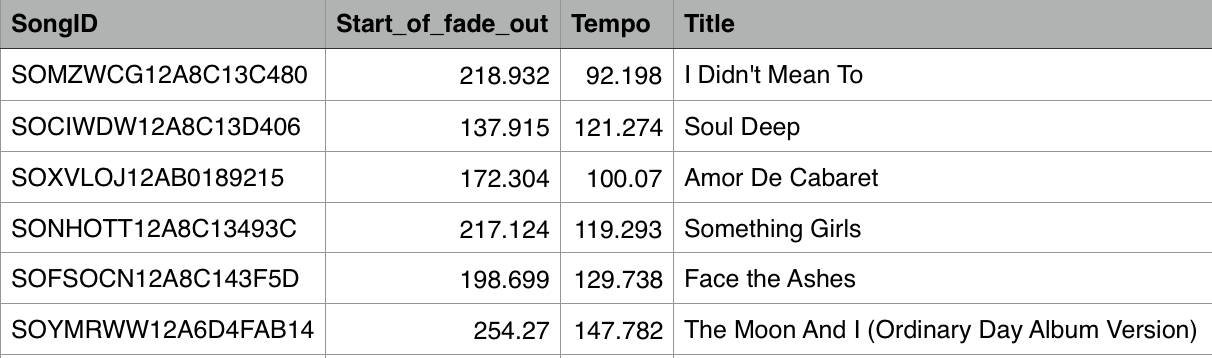 SongID Start_of_fade_out Tempo Title
SOMZWCG12A8C13C480 218.932 92.198 I Didn't Mean To
SOCIWDW12A8C13D406 137.915 121.274 Soul Deep
SOXVLOJ12AB0189215 172.304 100.07 Amor De Cabaret
SONHOTT12A8C13493C 217.124 119.293 Something Girls
SOFSOCN12A8C143F5D 198.699 129.738 Face the Ashes
SOYMRWW12A6D4FAB14 254.27 147.782 The Moon And I (Ordinary Day Album Version)